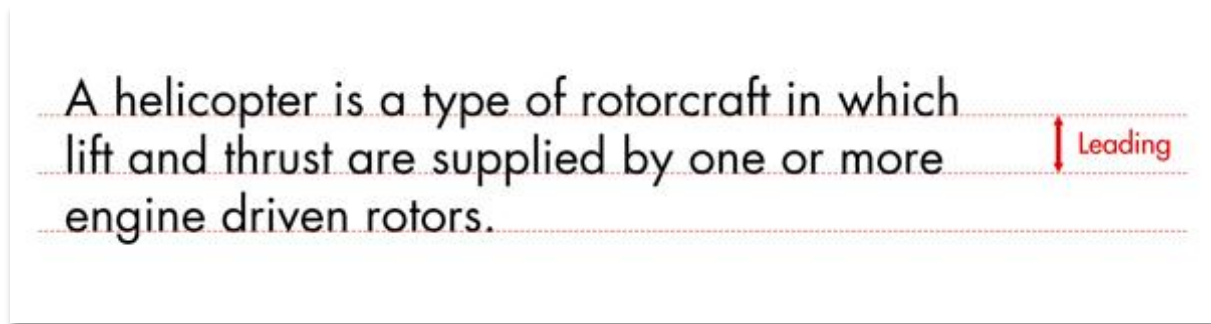 A helicopter is a type of rotorcraft in which
lift and thrust are supplied by one or more
engine driven rotors.
Leading